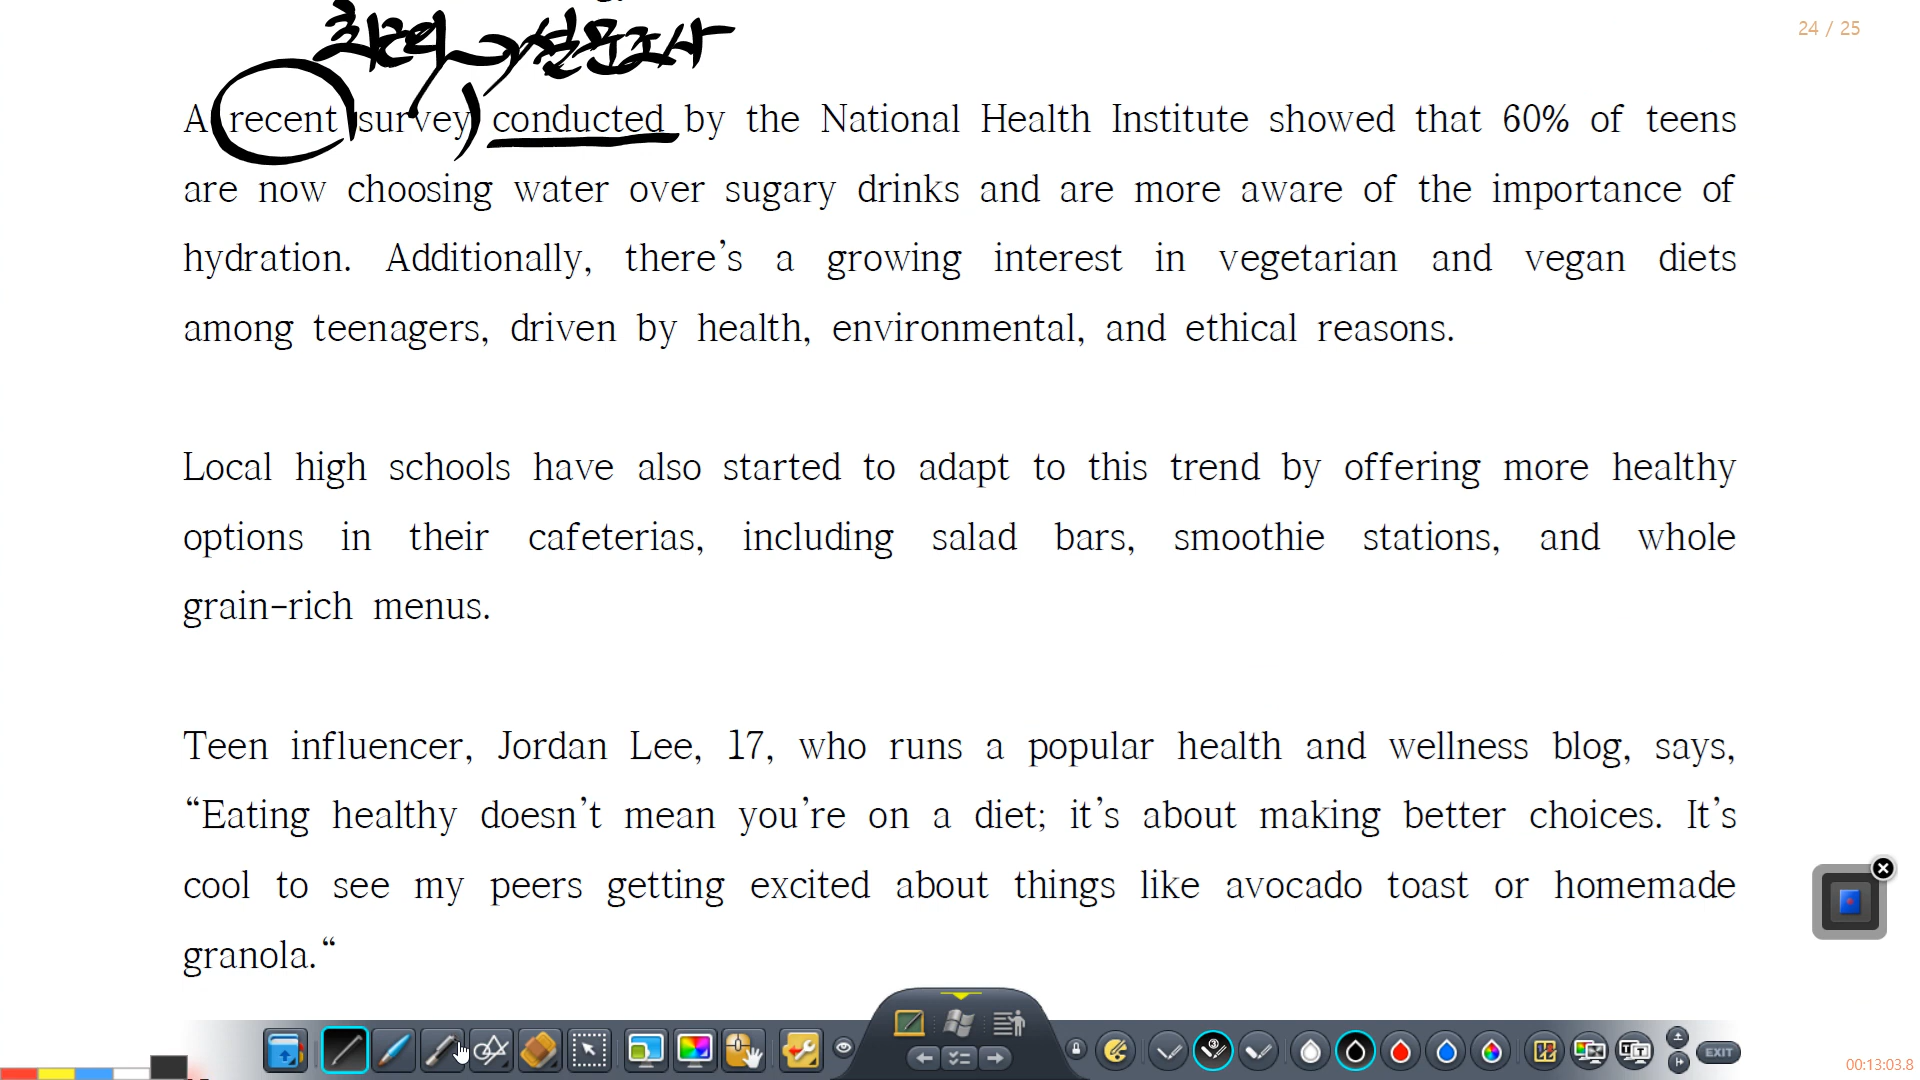 24 / 25
최근의 설문조사
A recent survey conducted by the National Health Institute showed that 60% of teens
are now choosing water over sugary drinks and are more aware of the importance of
hydration. Additionally, there's a growing interest in vegetarian and vegan diets
among teenagers, driven by health, environmental, and ethical reasons.
Local high schools have also started to adapt to this trend by offering more healthy
options in their cafeterias, including salad bars, smoothie stations, and whole
grain-rich menus.
Teen influencer, Jordan Lee, 17, who runs a popular health and wellness blog, says,
“Eating healthy doesn't mean you're on a diet; it's about making better choices. It's
cool to see my peers getting excited about things like avocado toast or homemade
granola.“
EXIT
00:13:03.8